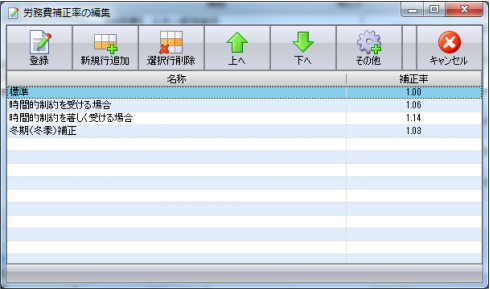 労務費補正率の編集
登録 新規行追加 選択行削除 上へ 下へ その他 キャンセル
名称 補正率
標準 1.00
時間的制約を受ける場合 1.06
時間的制約を著しく受ける場合 1.14
冬期(冬季)補正 1.03